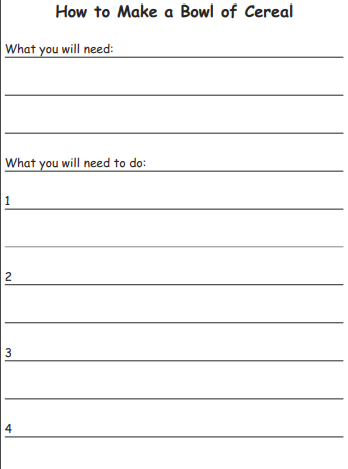 How to Make a Bowl of Cereal
What you will need:
What you will need to do:
1
2
3
4